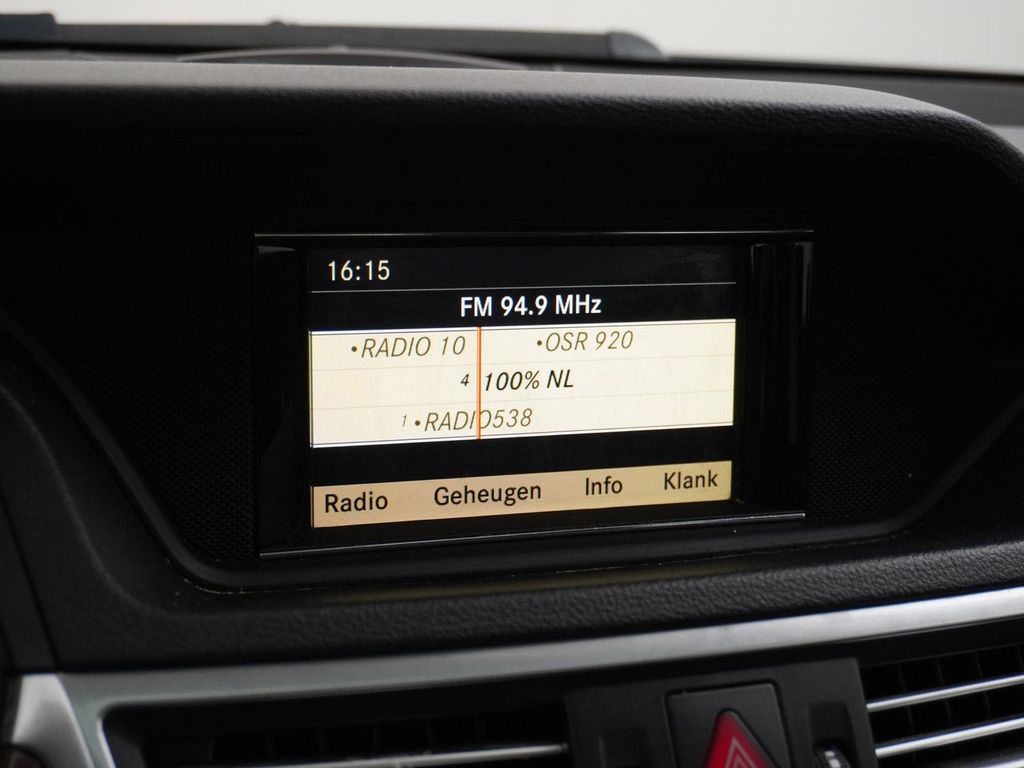 16:15
FM 94.9 MHz
•RADIO 10 •OSR 920
4 100% NL
1 •RADIO538
Radio Geheugen Info Klank